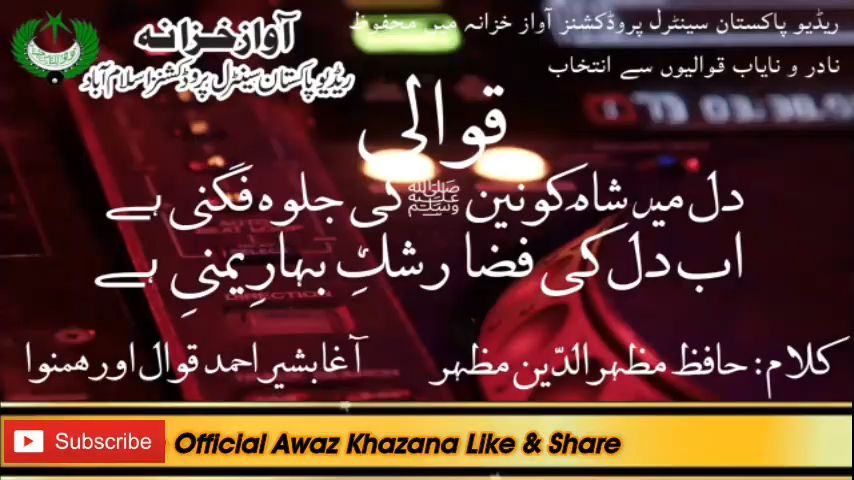 ریڈیو پاکستان سینٹرل پروڈکشنز آواز خزانہ میں محفوظ
نادر و نایاب قوالیوں سے انتخاب
آواز خزانہ
ریڈیو پاکستان سینٹرل پروڈکشنز اسلام آباد
قوالی
دل میں شاہِ کونین ﷺ کی جلوہ فگنی ہے
اب دل کی فضا رشکِ بہارِ یمنیِ ہے
کلام: حافظ مظہر الدّین مظہر
آغا بشیر احمد قوال اور ھمنوا
Subscribe Official Awaz Khazana Like & Share